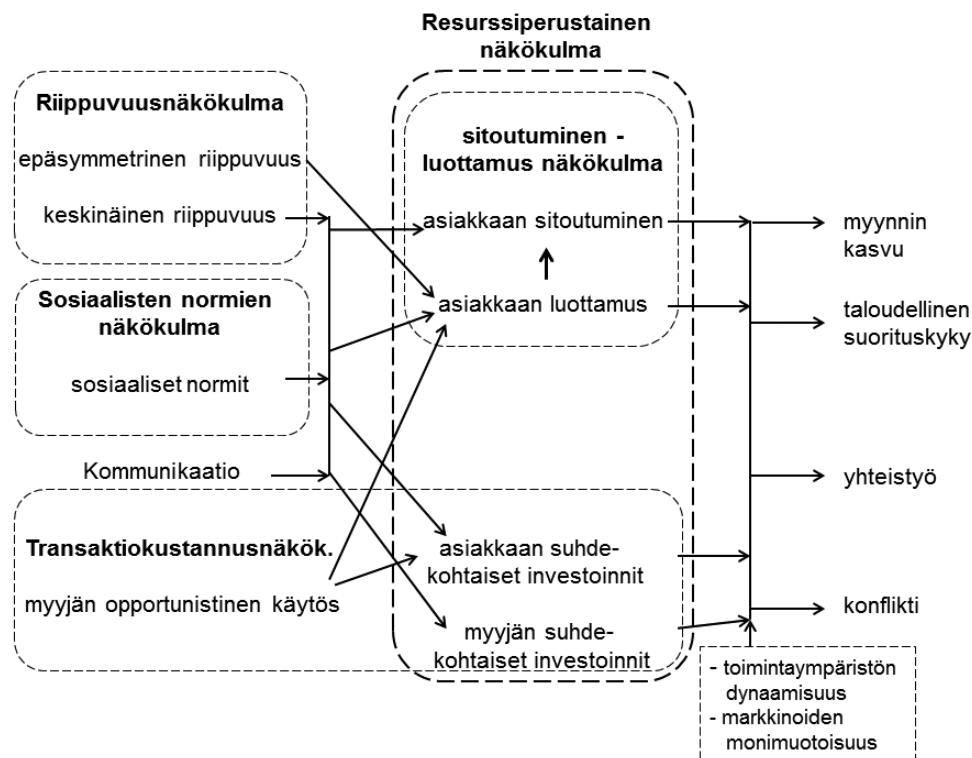 Resurssiperustainen
näkökulma
Riippuvuusnäkökulma
epäsymmetrinen riippuvuus
keskinäinen riippuvuus
sitoutuminen -
luottamus näkökulma
asiakkaan sitoutuminen
asiakkaan luottamus
myynnin
kasvu
Sosiaalisten normien
näkökulma
sosiaaliset normit
taloudellinen
suorituskyky
Kommunikaatio
yhteistyö
Transaktiokustannusnäkök.
myyjän opportunistinen käytös
asiakkaan suhde-
kohtaiset investoinnit
myyjän suhde-
kohtaiset investoinnit
konflikti
- toimintaympäristön
dynaamisuus
- markkinoiden
monimuotoisuus